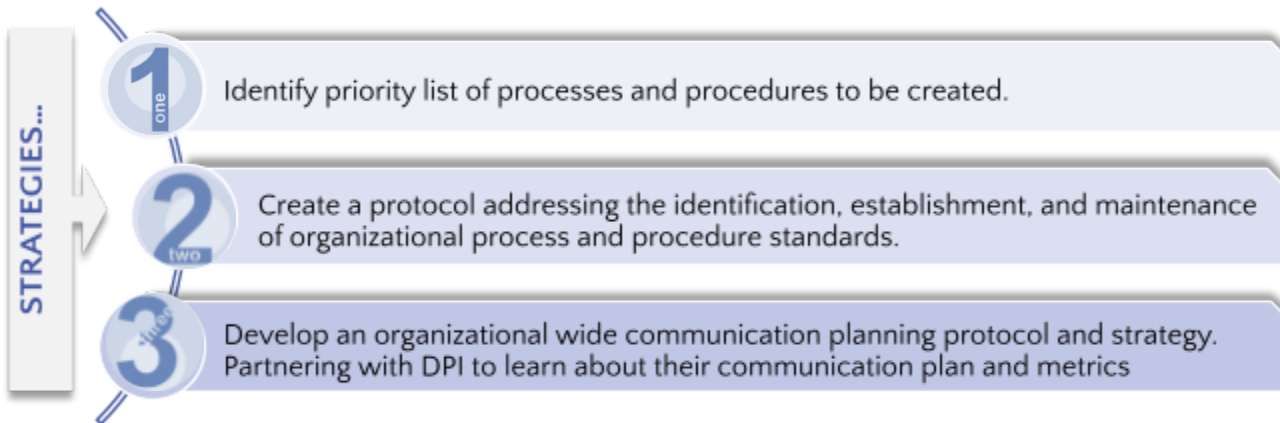 STRATEGIES...
1
one
Identify priority list of processes and procedures to be created.
2
two
Create a protocol addressing the identification, establishment, and maintenance
of organizational process and procedure standards.
3
three
Develop an organizational wide communication planning protocol and strategy.
Partnering with DPI to learn about their communication plan and metrics